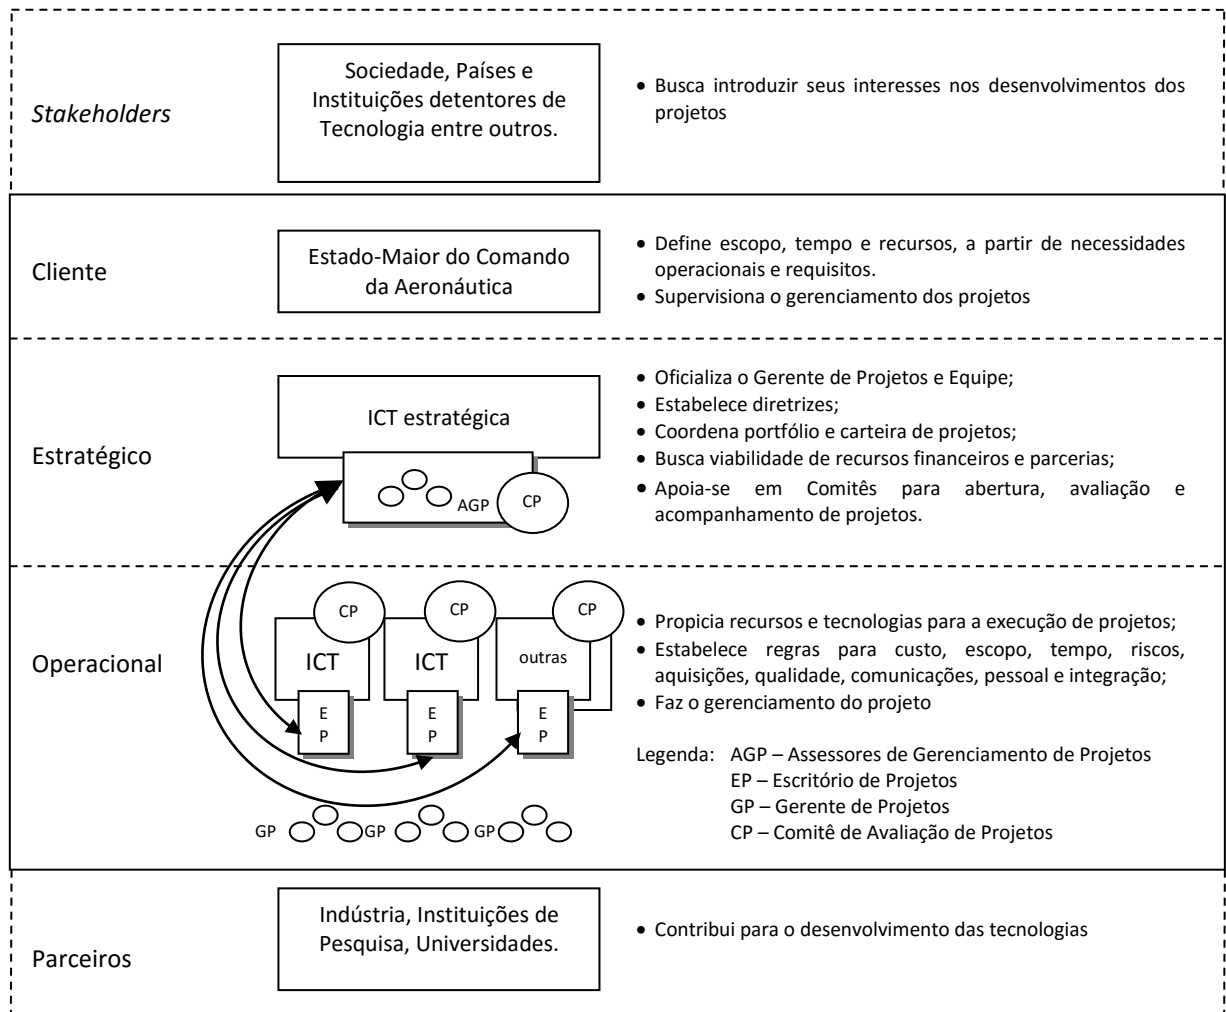 Stakeholders
Sociedade, Países e
Instituições detentores de
Tecnologia entre outros.
• Busca introduzir seus interesses nos desenvolvimentos dos
projetos
Cliente
Estado-Maior do Comando
da Aeronáutica
• Define escopo, tempo e recursos, a partir de necessidades
operacionais e requisitos.
• Supervisiona o gerenciamento dos projetos
Estratégico
ICT estratégica
AGP
CP
• Oficializa o Gerente de Projetos e Equipe;
• Estabelece diretrizes;
• Coordena portfólio e carteira de projetos;
• Busca viabilidade de recursos financeiros e parcerias;
• Apoia-se em Comitês para abertura, avaliação e
acompanhamento de projetos.
Operacional
CP
CP
CP
ICT
ICT
outras
E
P
E
P
E
P
GP
GP
GP
• Propicia recursos e tecnologias para a execução de projetos;
• Estabelece regras para custo, escopo, tempo, riscos,
aquisições, qualidade, comunicações, pessoal e integração;
• Faz o gerenciamento do projeto
Legenda: AGP – Assessores de Gerenciamento de Projetos
EP – Escritório de Projetos
GP – Gerente de Projetos
CP – Comitê de Avaliação de Projetos
Parceiros
Indústria, Instituições de
Pesquisa, Universidades.
• Contribui para o desenvolvimento das tecnologias